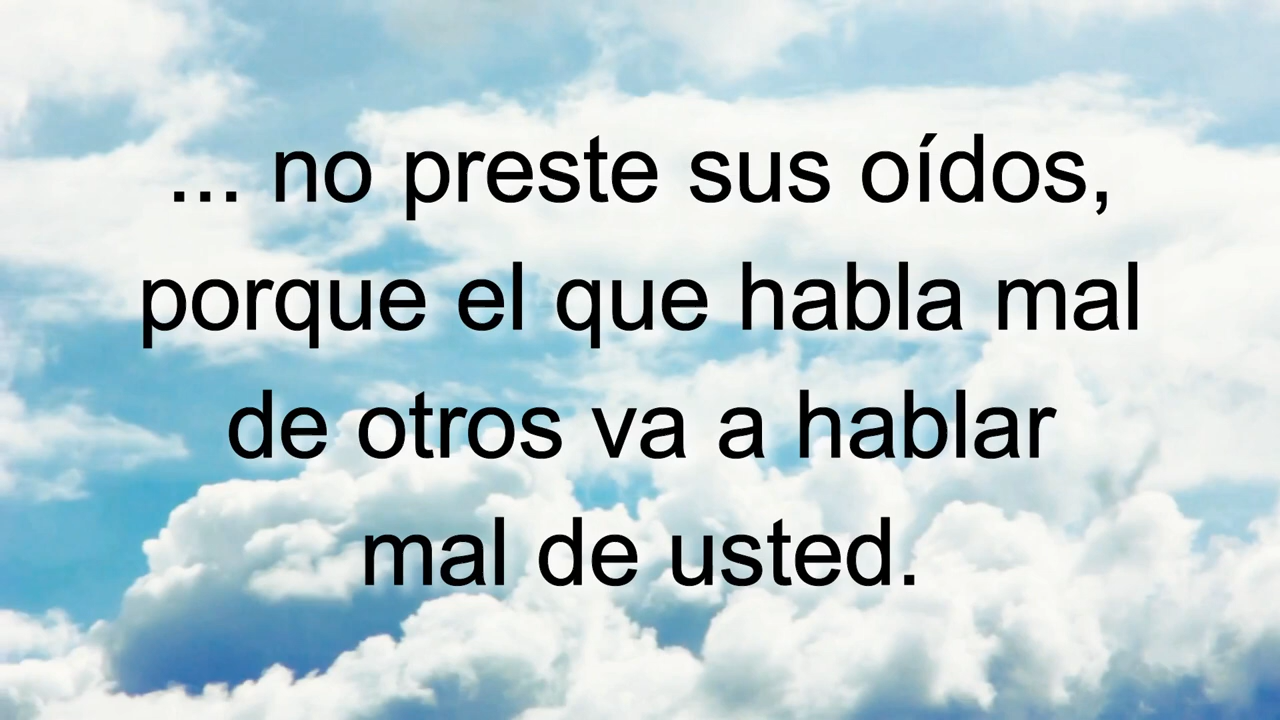 ... no preste sus oídos,
porque el que habla mal
de otros va a hablar
mal de usted.